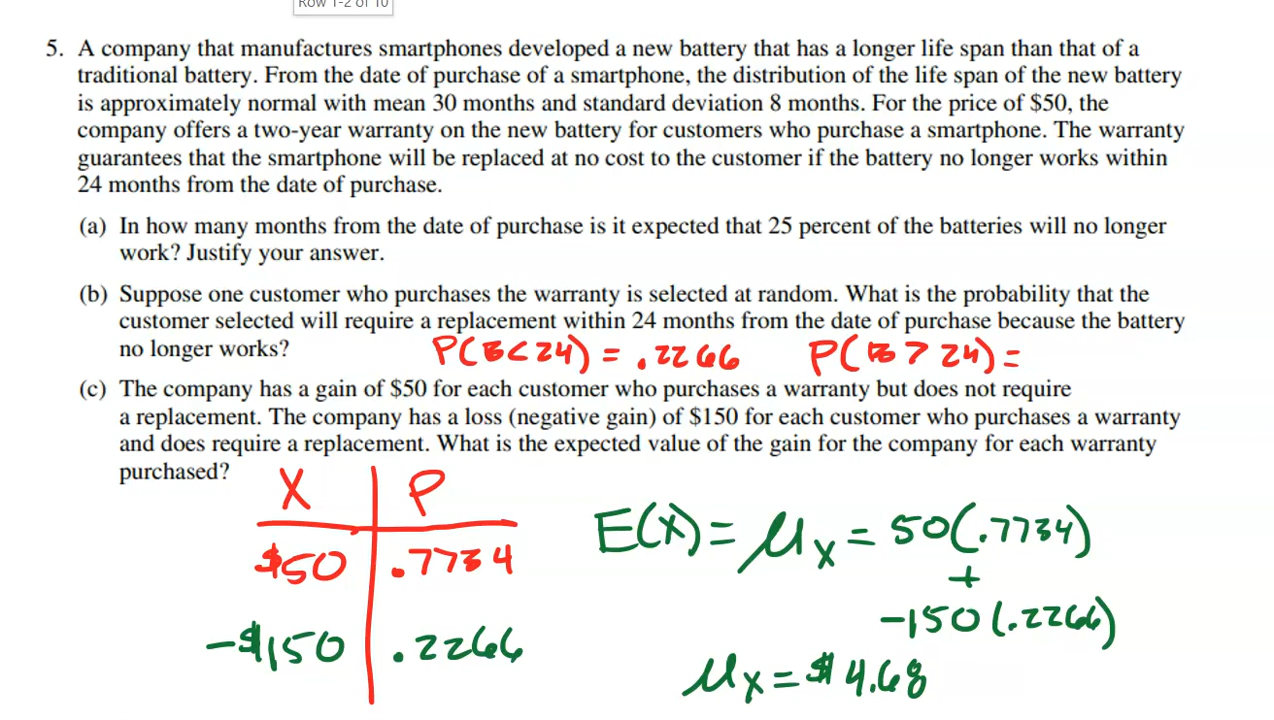 Row 1-2 of 10
5. A company that manufactures smartphones developed a new battery that has a longer life span than that of a
traditional battery. From the date of purchase of a smartphone, the distribution of the life span of the new battery
is approximately normal with mean 30 months and standard deviation 8 months. For the price of $50, the
company offers a two-year warranty on the new battery for customers who purchase a smartphone. The warranty
guarantees that the smartphone will be replaced at no cost to the customer if the battery no longer works within
24 months from the date of purchase.
(a) In how many months from the date of purchase is it expected that 25 percent of the batteries will no longer
work? Justify your answer.
(b) Suppose one customer who purchases the warranty is selected at random. What is the probability that the
customer selected will require a replacement within 24 months from the date of purchase because the battery
no longer works?
P(B<24) = .2266 P(B > 24) =
(c) The company has a gain of $50 for each customer who purchases a warranty but does not require
a replacement. The company has a loss (negative gain) of $150 for each customer who purchases a warranty
and does require a replacement. What is the expected value of the gain for the company for each warranty
purchased?
X P
$50 .7734
-$150 .2266
E(X) = μx = 50(.7734)
+
-150(.2266)
μx = $4.68